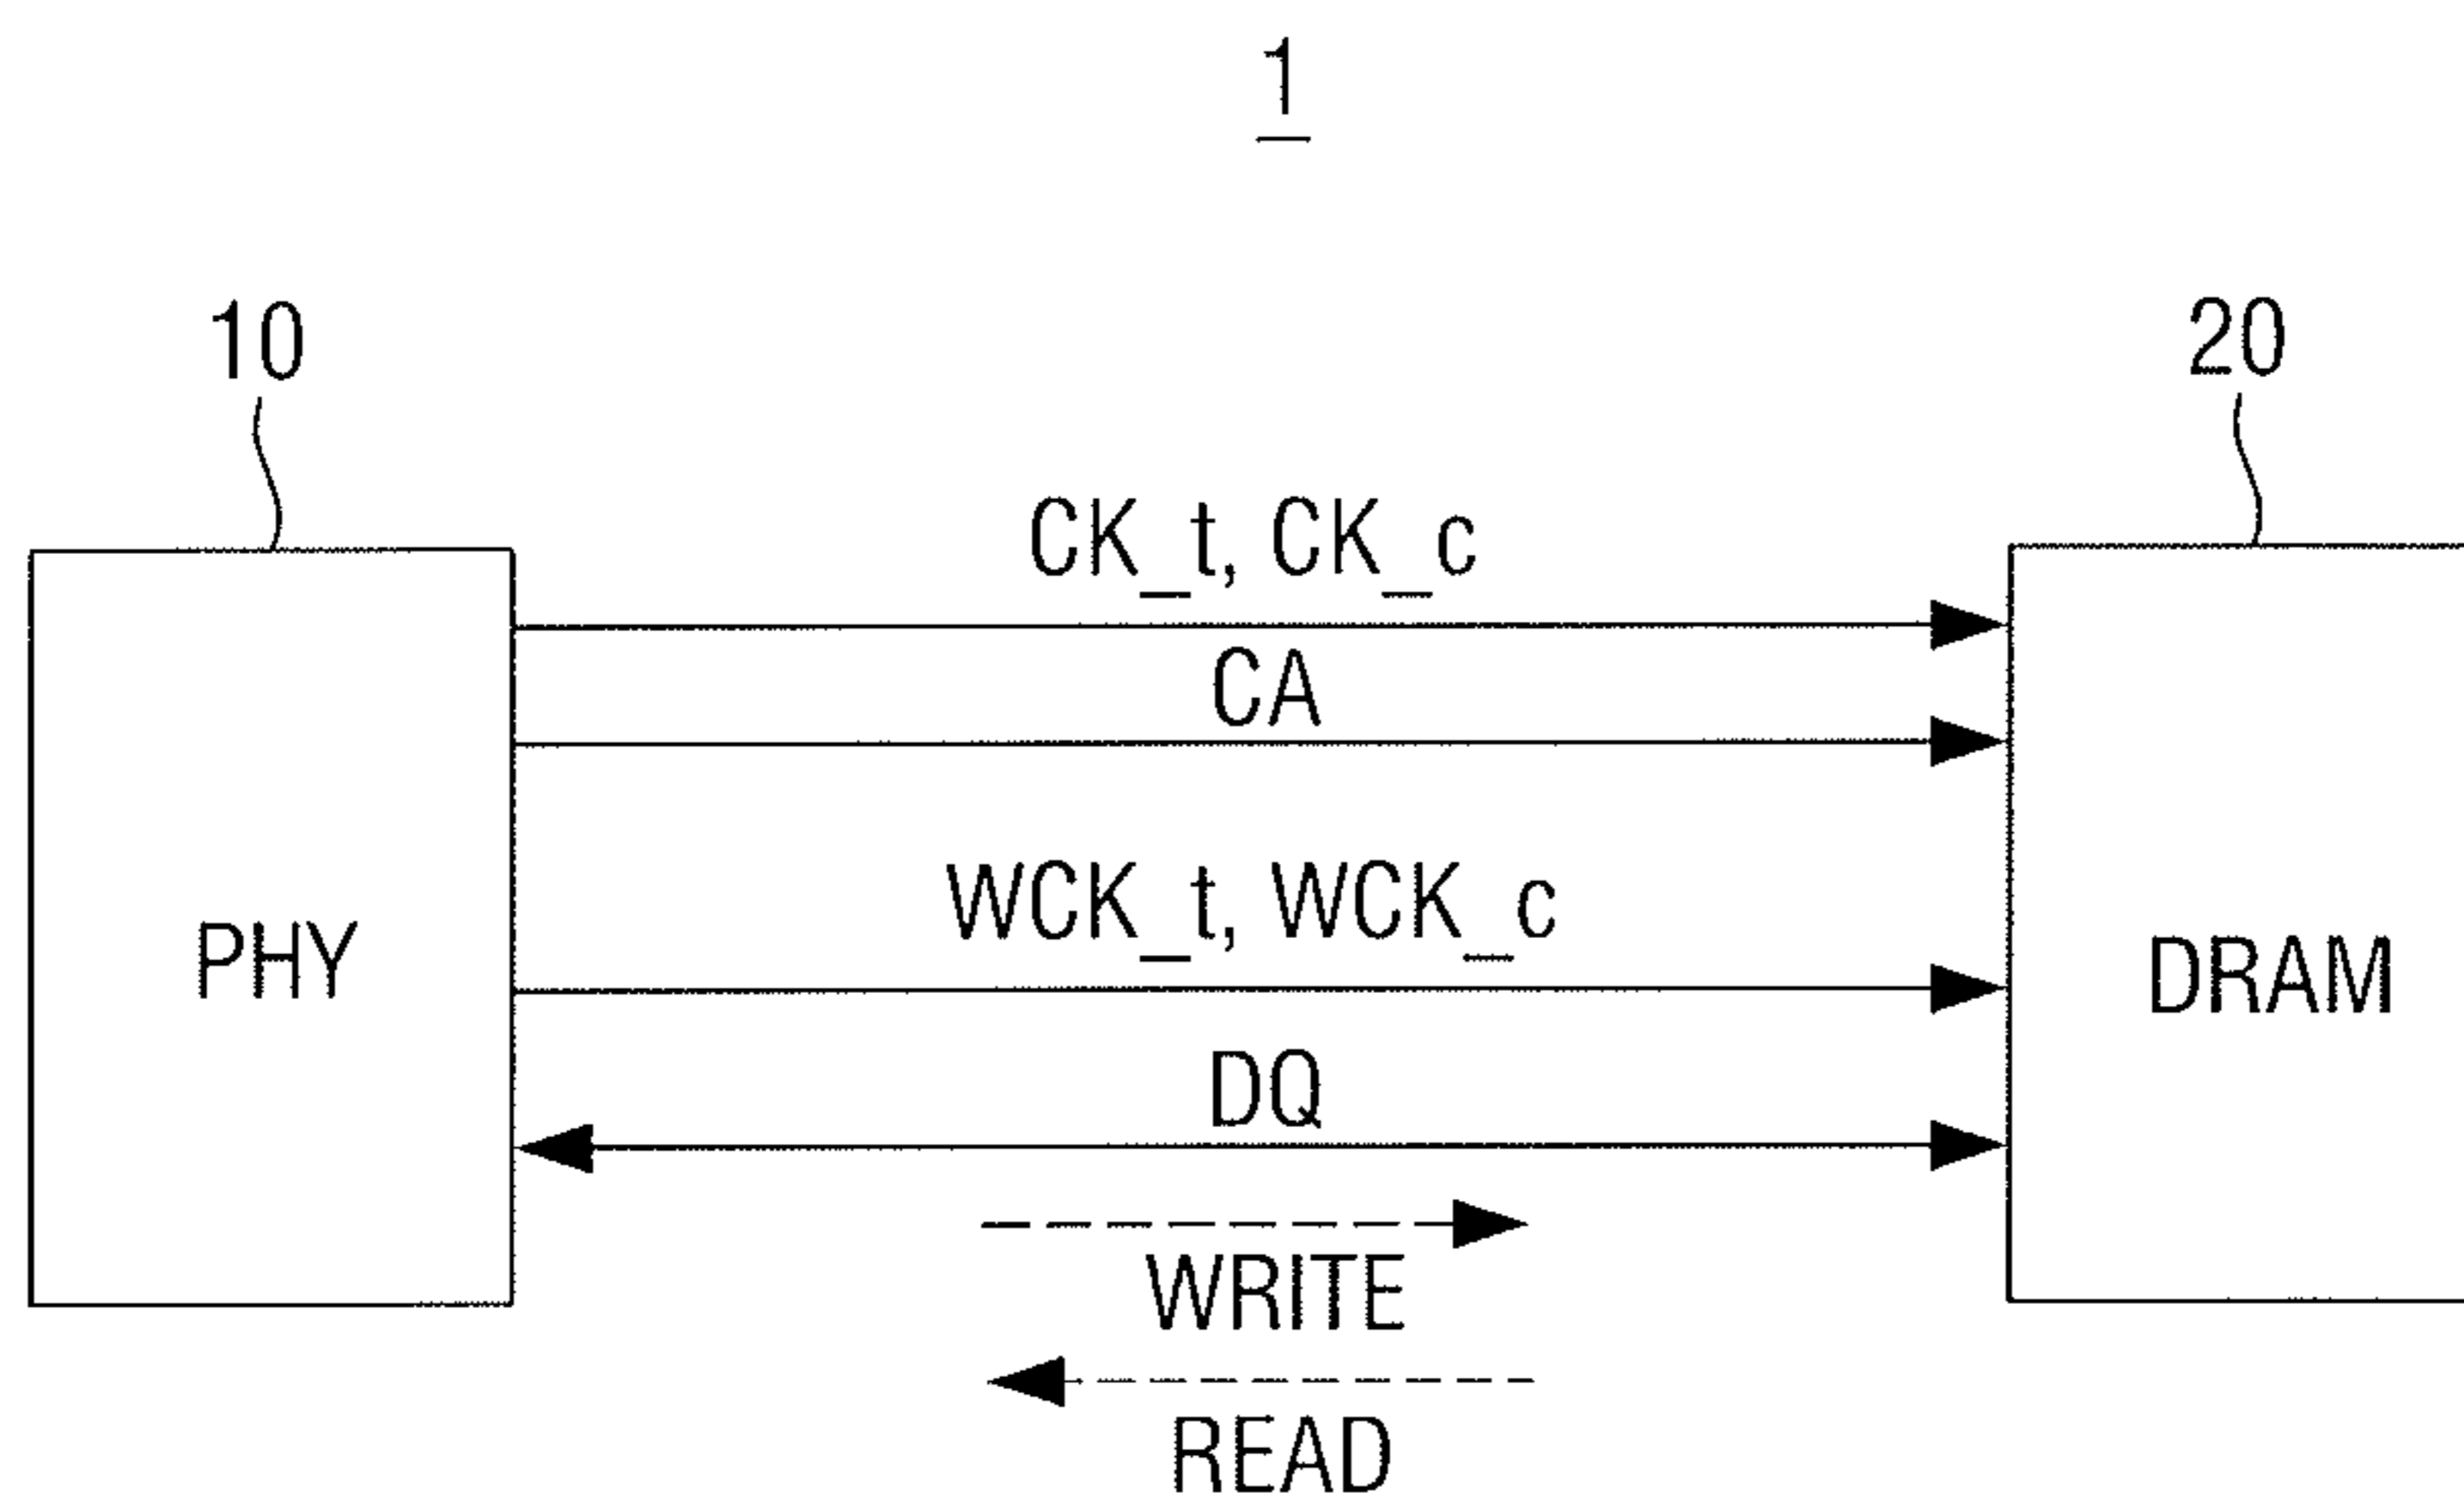 1
10
20
CK_t, CK_c
CA
WCK_t, WCK_c
PHY
DRAM
DQ
WRITE
READ